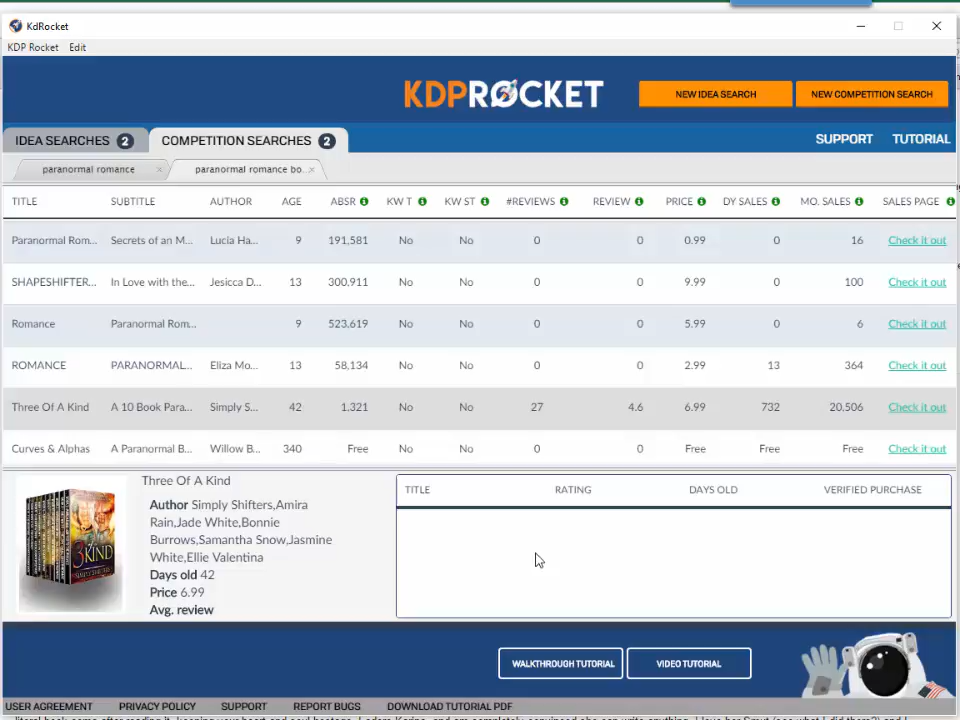 KdRocket
KDP Rocket Edit
KDPROCKET
NEW IDEA SEARCH
NEW COMPETITION SEARCH
IDEA SEARCHES 2
COMPETITION SEARCHES 2
SUPPORT
TUTORIAL
paranormal romance ×
paranormal romance bo... ×
TITLE SUBTITLE AUTHOR AGE ABSR KW T KW ST #REVIEWS REVIEW PRICE DY SALES MO. SALES SALES PAGE
Paranormal Rom... Secrets of an M... Lucia Ha... 9 191,581 No No 0 0 0.99 0 16 Check it out
SHAPESHIFTER... In Love with the... Jesicca D... 13 300,911 No No 0 0 9.99 0 100 Check it out
Romance Paranormal Rom... 9 523,619 No No 0 0 5.99 0 6 Check it out
ROMANCE PARANORMAL... Eliza Mo... 13 58,134 No No 0 0 2.99 13 364 Check it out
Three Of A Kind A 10 Book Para... Simply S... 42 1,321 No No 27 4.6 6.99 732 20,506 Check it out
Curves & Alphas A Paranormal B... Willow B... 340 Free No No 0 0 Free Free Free Check it out
Three Of A Kind
Author Simply Shifters,Amira
Rain,Jade White,Bonnie
Burrows,Samantha Snow,Jasmine
White,Ellie Valentina
Days old 42
Price 6.99
Avg. review
3KIND
TITLE RATING DAYS OLD VERIFIED PURCHASE
WALKTHROUGH TUTORIAL
VIDEO TUTORIAL
USER AGREEMENT PRIVACY POLICY SUPPORT REPORT BUGS DOWNLOAD TUTORIAL PDF